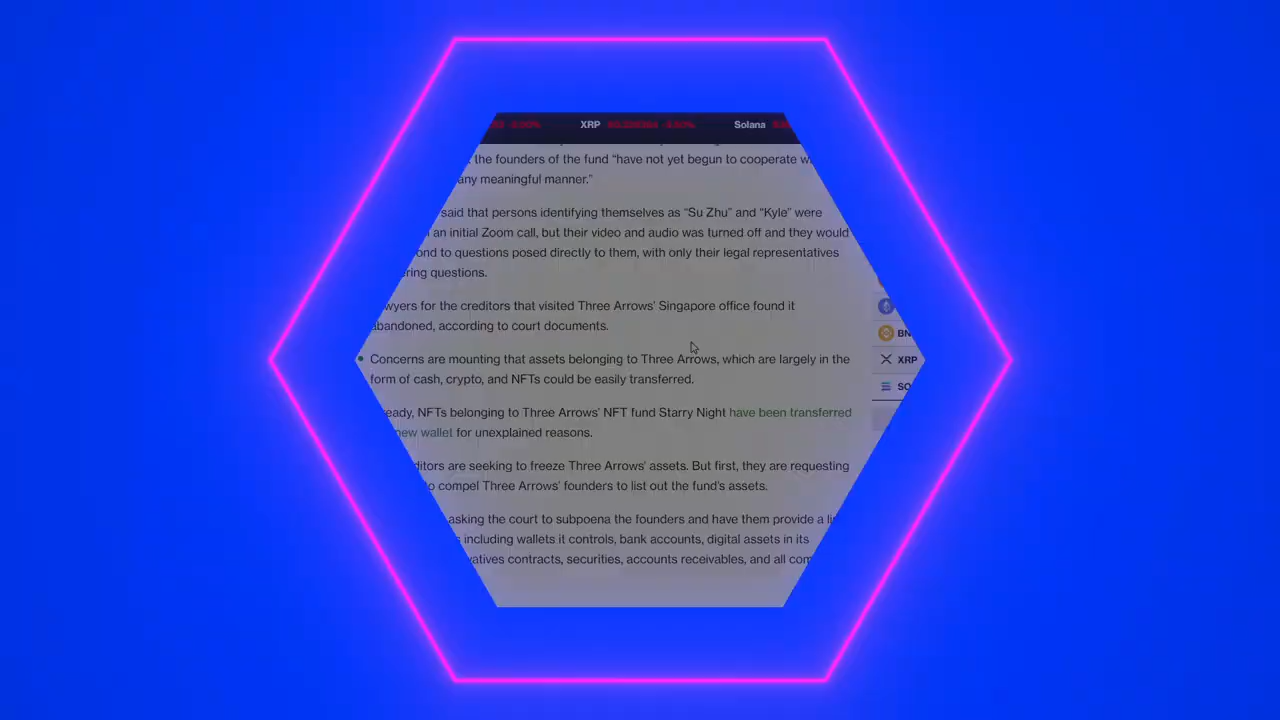 XRP
Solana
the founders of the fund “have not yet begun to cooperate
any meaningful manner.”
said that persons identifying themselves as “Su Zhu” and “Kyle” were
an initial Zoom call, but their video and audio was turned off and they would
to questions posed directly to them, with only their legal representatives
questions.
for the creditors that visited Three Arrows’ Singapore office found it
abandoned, according to court documents.
Concerns are mounting that assets belonging to Three Arrows, which are largely in the
form of cash, crypto, and NFTs could be easily transferred.
XRP
NFTs belonging to Three Arrows’ NFT fund Starry Night have been transferred
new wallet for unexplained reasons.
are seeking to freeze Three Arrows’ assets. But first, they are requesting
to compel Three Arrows’ founders to list out the fund’s assets.
asking the court to subpoena the founders and have them provide a
including wallets it controls, bank accounts, digital assets in its
contracts, securities, accounts receivables, and all